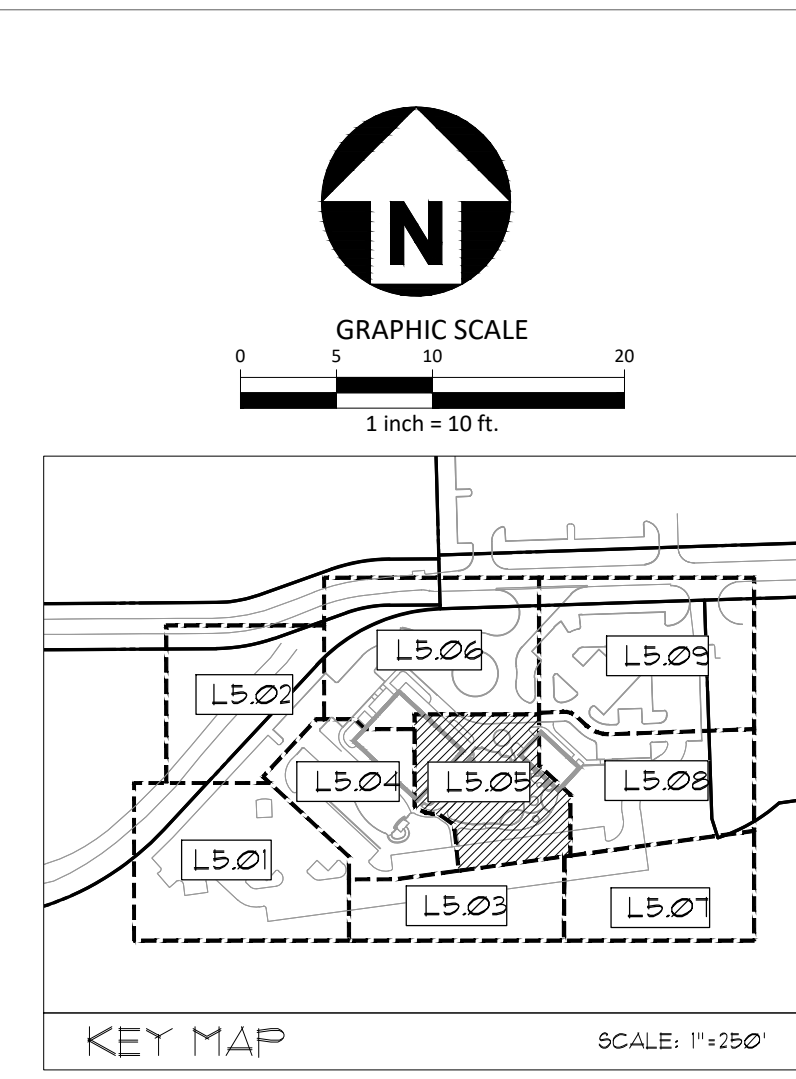 N
GRAPHIC SCALE
0 5 10 20
1 inch = 10 ft.
L5.06
L5.09
L5.02
L5.04
L5.05
L5.08
L5.01
L5.03
L5.07
KEY MAP
SCALE: 1"=250'